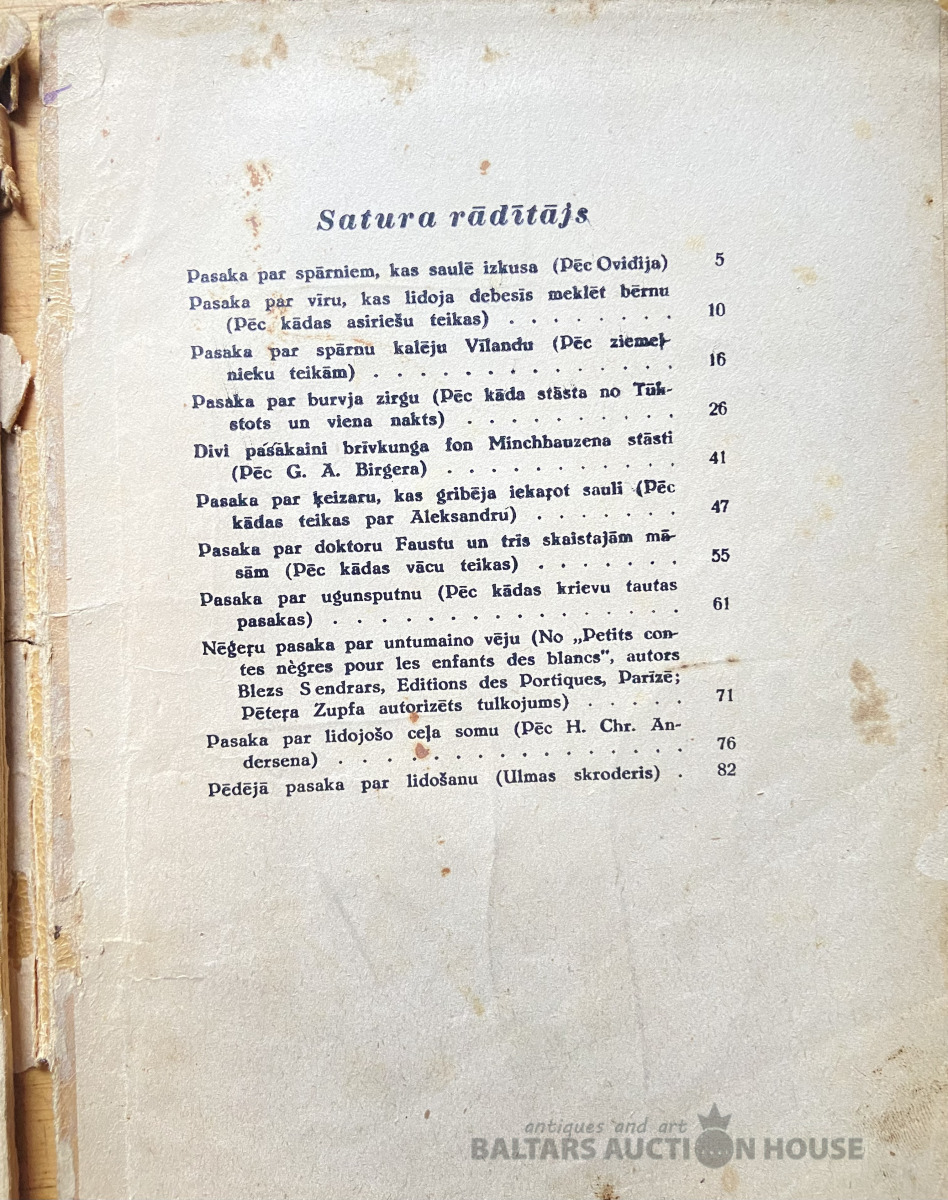 Satura rādītājs
Pasaka par spārniem, kas saulē izkusa (Pēc Ovidija) 5
Pasaka par vīru, kas lidoja debesīs meklēt bērnu
(Pēc kādas asiriešu teikas) . . . . . . . . 10
Pasaka par spārnu kalēju Vīlandu (Pēc ziemeļ-
nieku teikām) . . . . . . . . . . . . . . 16
Pasaka par burvja zirgu (Pēc kāda stāsta no Tūk-
stots un viena nakts) . . . . . . . . . . 26
Divi pasakaini brīvkunga fon Minchhauzena stāsti
(Pēc G. A. Birgera) . . . . . . . . . . . 41
Pasaka par ķeizaru, kas gribēja iekaŗot sauli (Pēc
kādas teikas par Aleksandru) . . . . . . . 47
Pasaka par doktoru Faustu un trīs skaistajām mā-
sām (Pēc kādas vācu teikas) . . . . . . . 55
Pasaka par ugunsputnu (Pēc kādas krievu tautas
pasakas) . . . . . . . . . . . . . . . 61
Nēģeŗu pasaka par untumaino vēju (No „Petits con-
tes nègres pour les enfants des blancs", autors
Blezs Sendrars, Editions des Portiques, Parīzē;
Pēteŗa Zupfa autorizēts tulkojums) . . . . . 71
Pasaka par lidojošo ceļa somu (Pēc H. Chr. An-
dersena) . . . . . . . . . . . . . . . . 76
Pēdējā pasaka par lidošanu (Ulmas skroderis) . 82
antiques and art
BALTARS AUCTION HOUSE